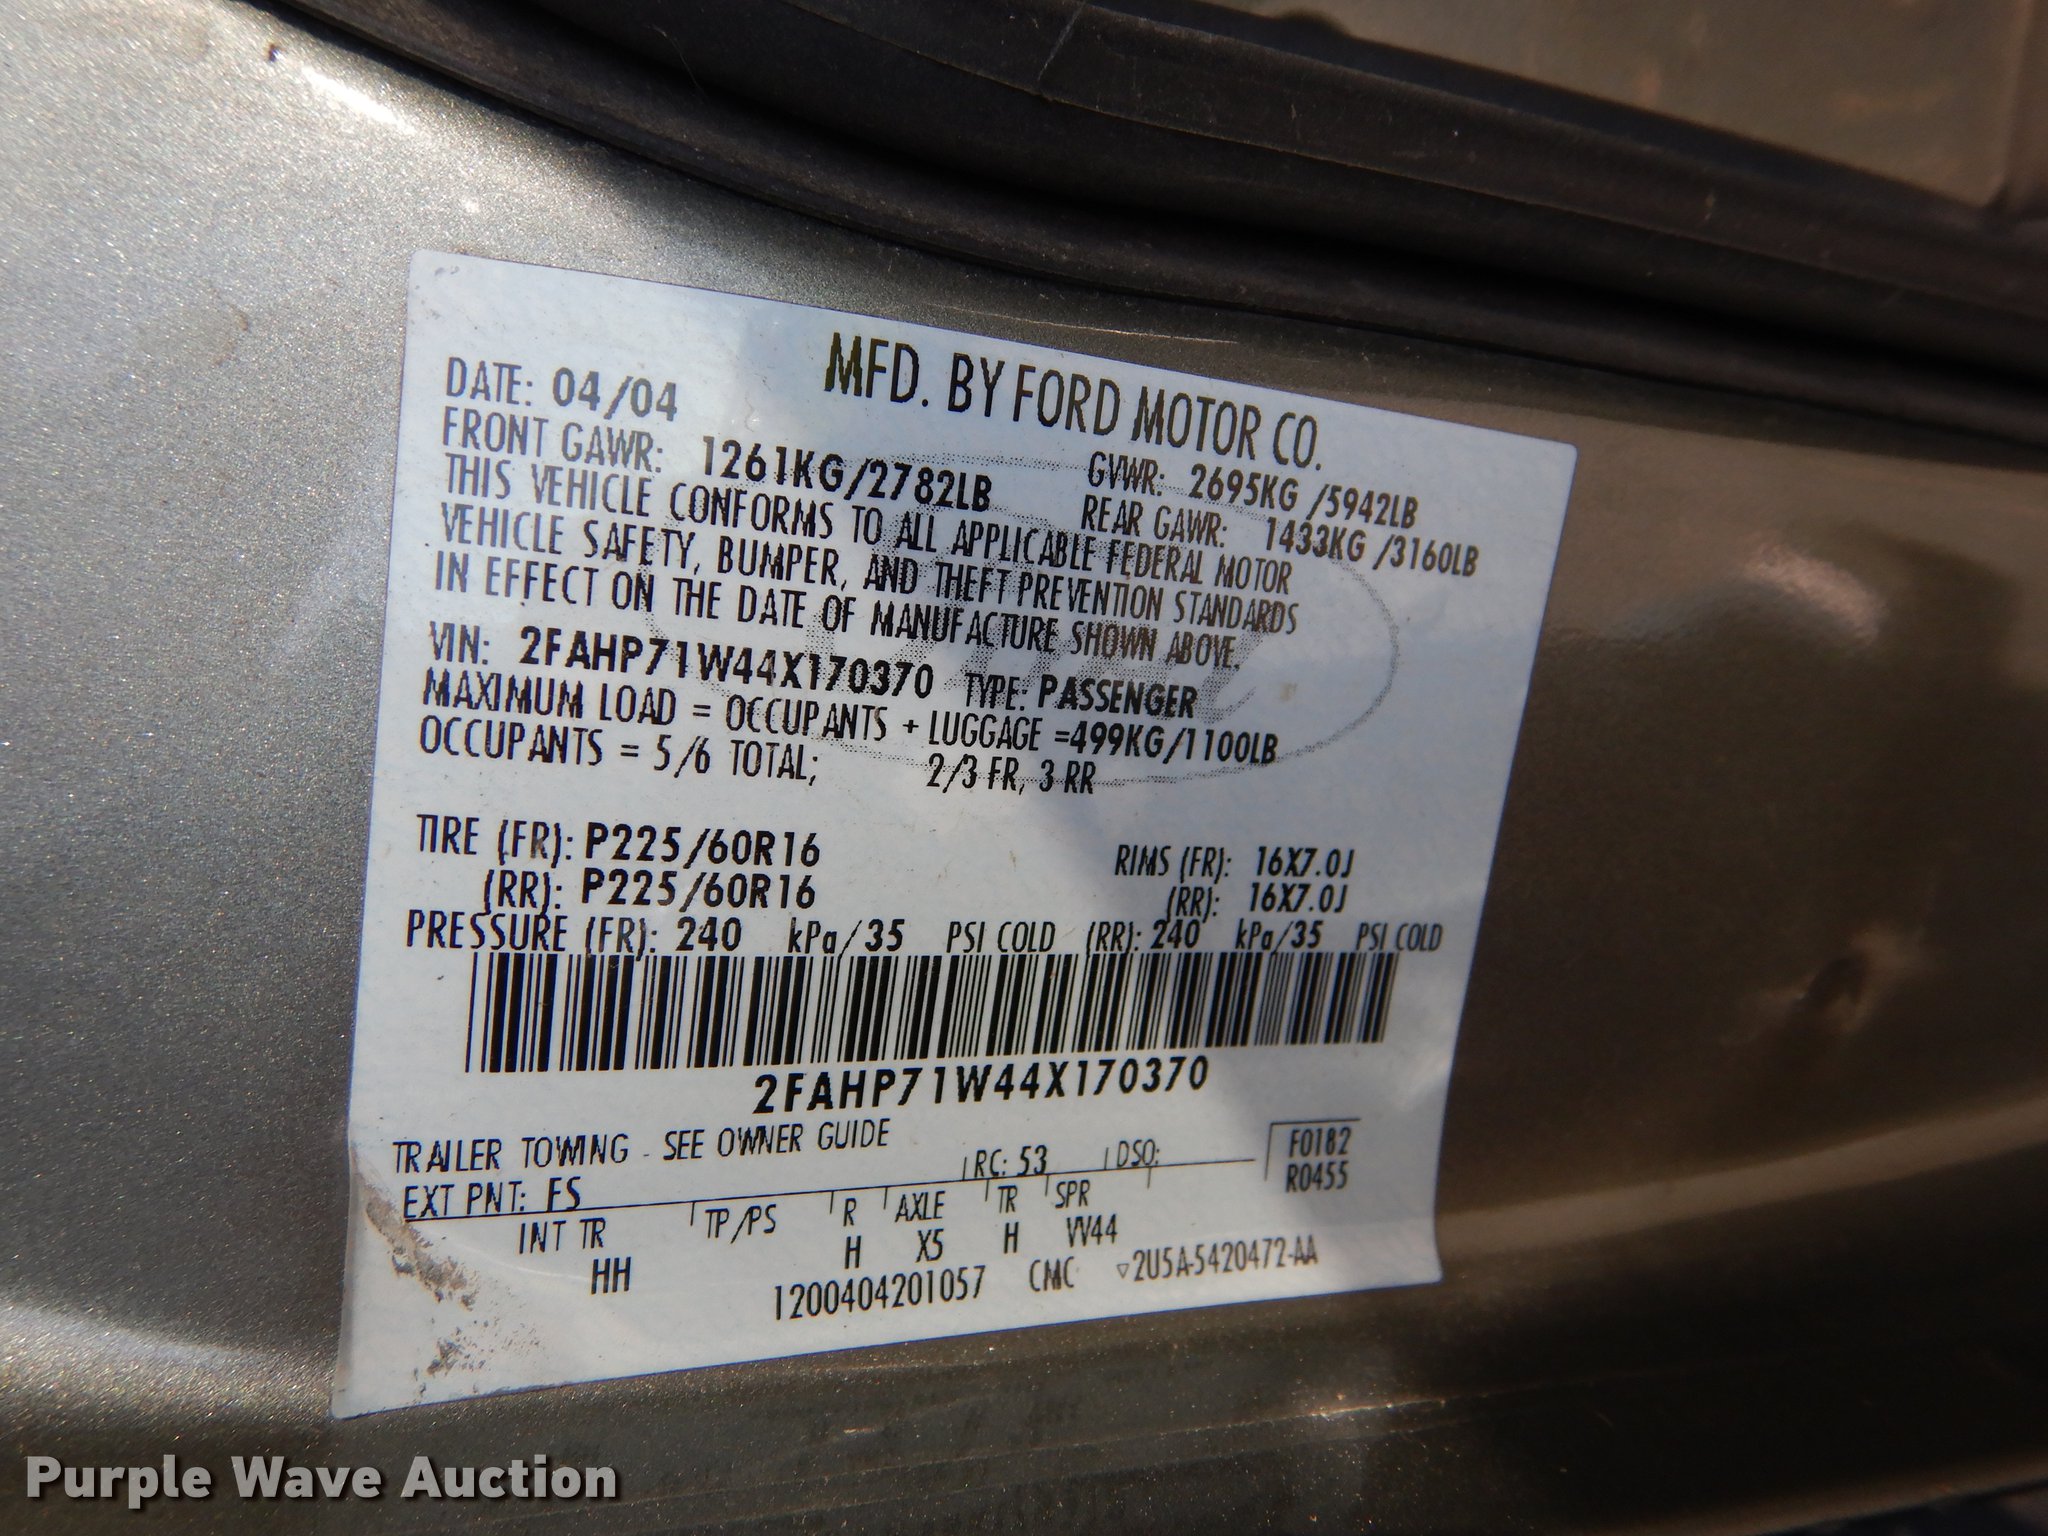 MFD. BY FORD MOTOR CO.
DATE: 04/04 GVWR: 2695KG /5942LB
FRONT GAWR: 1261KG/2782LB REAR GAWR: 1433KG /3160LB
THIS VEHICLE CONFORMS TO ALL APPLICABLE FEDERAL MOTOR
VEHICLE SAFETY, BUMPER, AND THEFT PREVENTION STANDARDS
IN EFFECT ON THE DATE OF MANUFACTURE SHOWN ABOVE.
VIN: 2FAHP71W44X170370 TYPE: PASSENGER
MAXIMUM LOAD = OCCUPANTS + LUGGAGE =499KG/1100LB
OCCUPANTS = 5/6 TOTAL; 2/3 FR, 3 RR
TIRE (FR): P225/60R16 RIMS (FR): 16X7.0J
(RR): P225/60R16 (RR): 16X7.0J
PRESSURE (FR): 240 kPa/35 PSI COLD (RR): 240 kPa/35 PSI COLD
2FAHP71W44X170370
TRAILER TOWING - SEE OWNER GUIDE
EXT PNT: FS RC: 53 DSO: F0182
R0455
INT TR TP/PS R AXLE TR SPR
HH H X5 H VV44
1200404201057 CMC ▽2U5A-5420472-AA
Purple Wave Auction